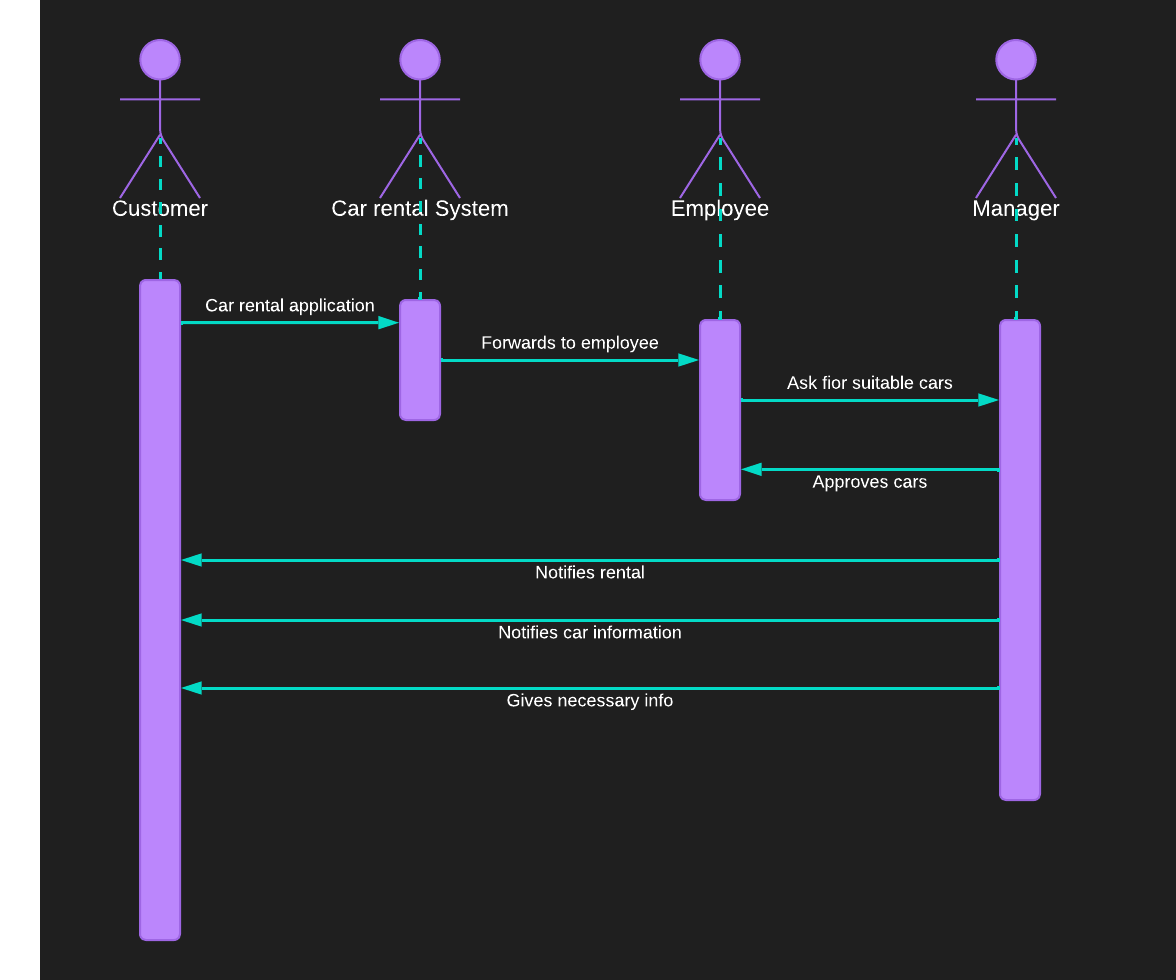 Customer
Car rental System
Employee
Manager
Car rental application
Forwards to employee
Ask fior suitable cars
Approves cars
Notifies rental
Notifies car information
Gives necessary info